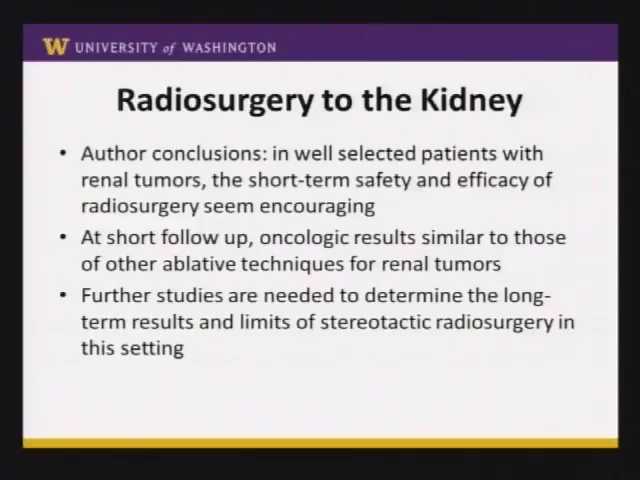 W UNIVERSITY of WASHINGTON
Radiosurgery to the Kidney
• Author conclusions: in well selected patients with
renal tumors, the short-term safety and efficacy of
radiosurgery seem encouraging
• At short follow up, oncologic results similar to those
of other ablative techniques for renal tumors
• Further studies are needed to determine the long-
term results and limits of stereotactic radiosurgery in
this setting